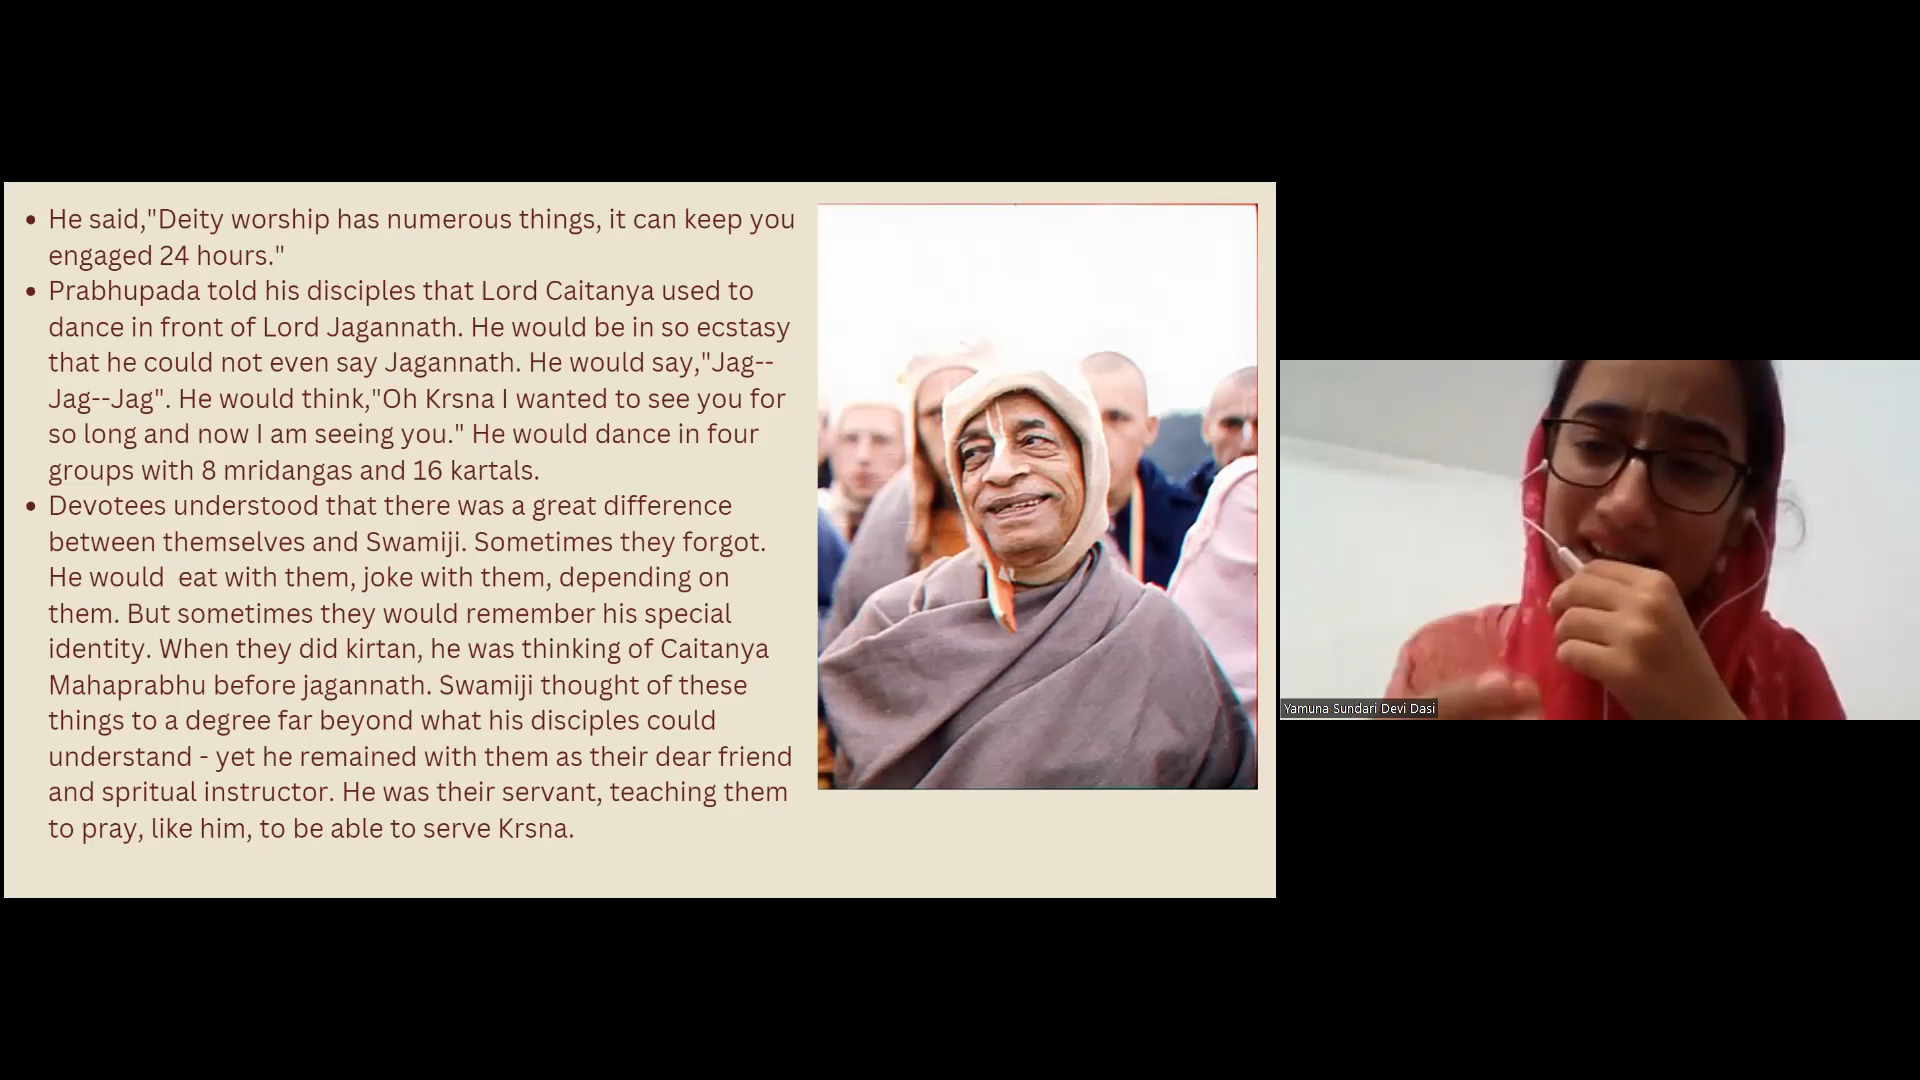 • He said,"Deity worship has numerous things, it can keep you
engaged 24 hours."
• Prabhupada told his disciples that Lord Caitanya used to
dance in front of Lord Jagannath. He would be in so ecstasy
that he could not even say Jagannath. He would say,"Jag--
Jag--Jag". He would think,"Oh Krsna I wanted to see you for
so long and now I am seeing you." He would dance in four
groups with 8 mridangas and 16 kartals.
• Devotees understood that there was a great difference
between themselves and Swamiji. Sometimes they forgot.
He would  eat with them, joke with them, depending on
them. But sometimes they would remember his special
identity. When they did kirtan, he was thinking of Caitanya
Mahaprabhu before jagannath. Swamiji thought of these
things to a degree far beyond what his disciples could
understand - yet he remained with them as their dear friend
and spritual instructor. He was their servant, teaching them
to pray, like him, to be able to serve Krsna.
Yamuna Sundari Devi Dasi